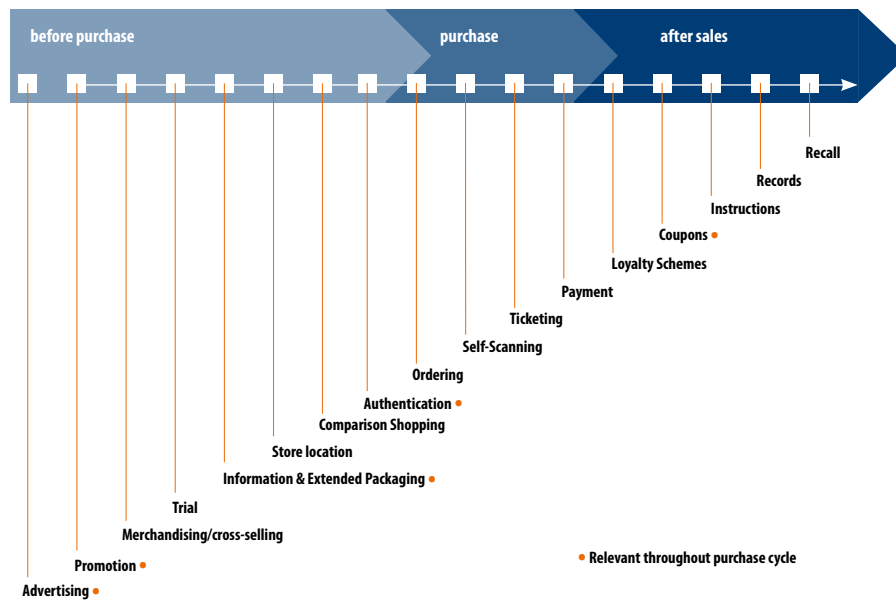 before purchase
purchase
after sales
Recall
Records
Instructions
Coupons •
Loyalty Schemes
Payment
Ticketing
Self-Scanning
Ordering
Authentication •
Comparison Shopping
Store location
Information & Extended Packaging •
Trial
Merchandising/cross-selling
• Relevant throughout purchase cycle
Promotion •
Advertising •